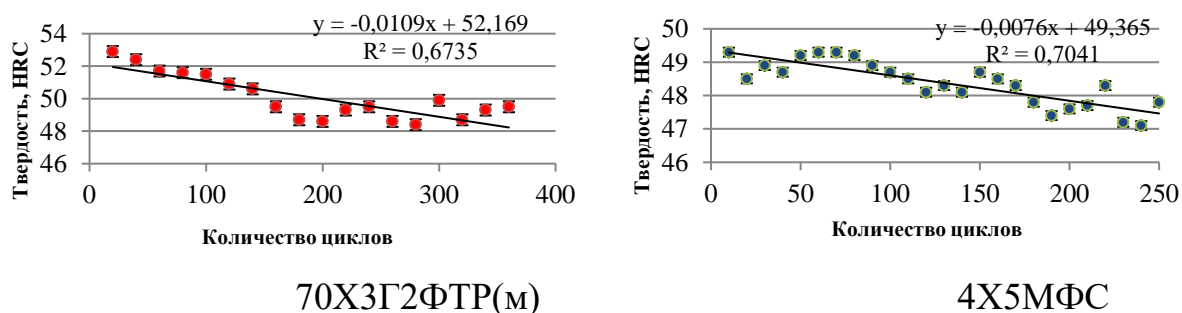 y = -0,0109x + 52,169
R² = 0,6735
54
52
50
48
46
0
100
200
300
400
Твердость, HRC
Количество циклов
70Х3Г2ФТР(м)
y = -0,0076x + 49,365
R² = 0,7041
50
49
48
47
46
0
50
100
150
200
250
Твердость, HRC
Количество циклов
4Х5МФС